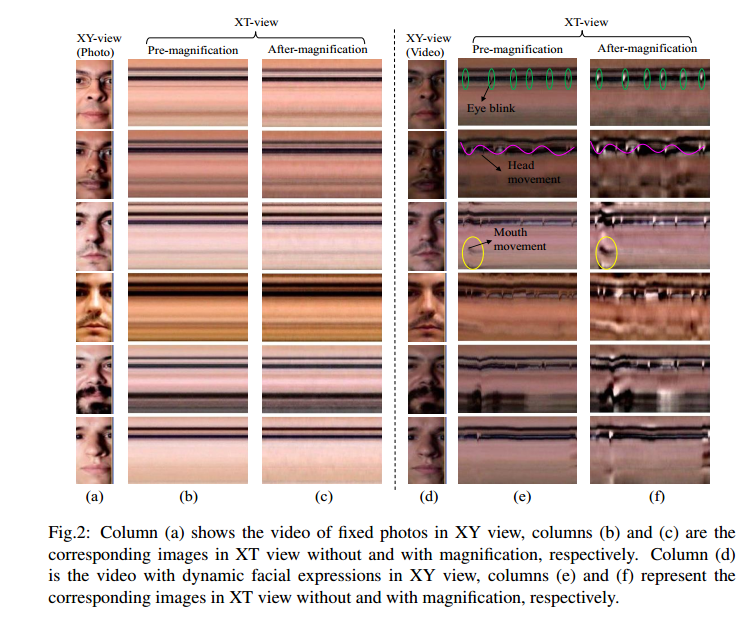 XT-view
XT-view
XY-view
(Photo)
Pre-magnification
After-magnification
XY-view
(Video)
Pre-magnification
After-magnification
Eye blink
Head
movement
Mouth
movement
(a)
(b)
(c)
(d)
(e)
(f)
Fig.2: Column (a) shows the video of fixed photos in XY view, columns (b) and (c) are the
corresponding images in XT view without and with magnification, respectively. Column (d)
is the video with dynamic facial expressions in XY view, columns (e) and (f) represent the
corresponding images in XT view without and with magnification, respectively.